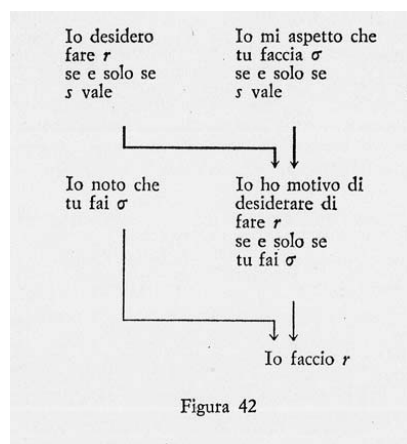 Io desidero
fare r
se e solo se
s vale
Io mi aspetto che
tu faccia σ
se e solo se
s vale
Io noto che
tu fai σ
Io ho motivo di
desiderare di
fare r
se e solo se
tu fai σ
Io faccio r
Figura 42